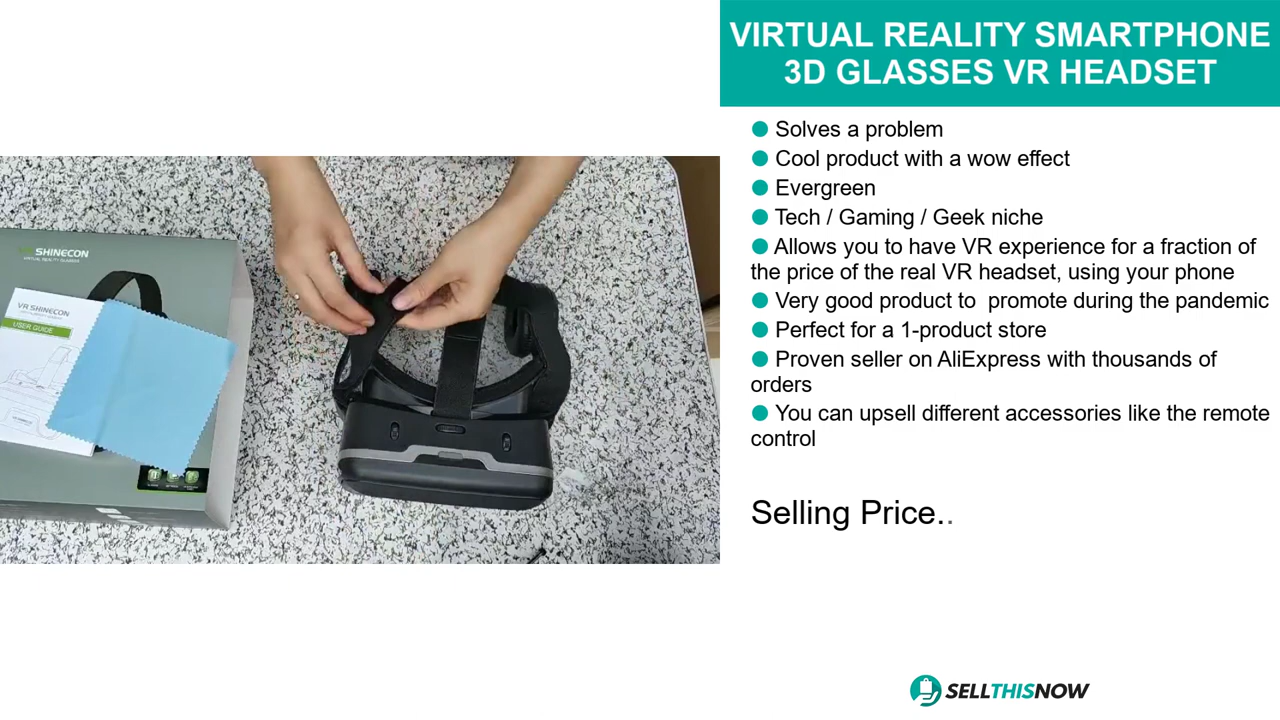 VIRTUAL REALITY SMARTPHONE
3D GLASSES VR HEADSET
Solves a problem
Cool product with a wow effect
Evergreen
Tech / Gaming / Geek niche
Allows you to have VR experience for a fraction of
the price of the real VR headset, using your phone
Very good product to promote during the pandemic
Perfect for a 1-product store
Proven seller on AliExpress with thousands of
orders
You can upsell different accessories like the remote
control
Selling Price..
SELLTHISNOW
VR SHINECON
VIRTUAL REALITY GLASSES
VR SHINECON
USER GUIDE